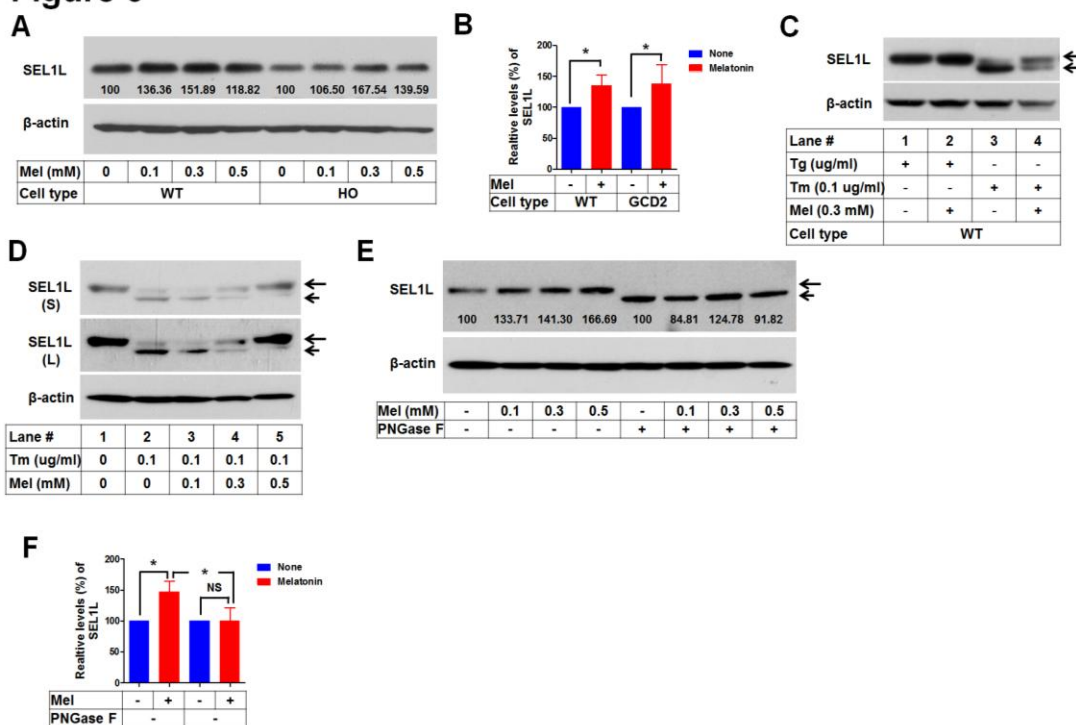 A
SEL1L
100 136.36 151.89 118.82 100 106.50 167.54 139.59
β-actin
Mel (mM) 0 0.1 0.3 0.5 0 0.1 0.3 0.5
Cell type WT HO
B
Realtive levels (%) of
SEL1L
200
150
100
50
0
* *
None
Melatonin
Mel - + - +
Cell type WT GCD2
C
SEL1L
β-actin
Lane # 1 2 3 4
Tg (ug/ml) + + - -
Tm (0.1 ug/ml) - - + +
Mel (0.3 mM) - + - +
Cell type WT
D
SEL1L
(S)
SEL1L
(L)
β-actin
Lane # 1 2 3 4 5
Tm (ug/ml) 0 0.1 0.1 0.1 0.1
Mel (mM) 0 0 0.1 0.3 0.5
E
SEL1L
100 133.71 141.30 166.69 100 84.81 124.78 91.82
β-actin
Mel (mM) - 0.1 0.3 0.5 - 0.1 0.3 0.5
PNGase F - - - - + + + +
F
Realtive levels (%) of
SEL1L
200
150
100
50
0
* *
NS
None
Melatonin
Mel - + - +
PNGase F - -